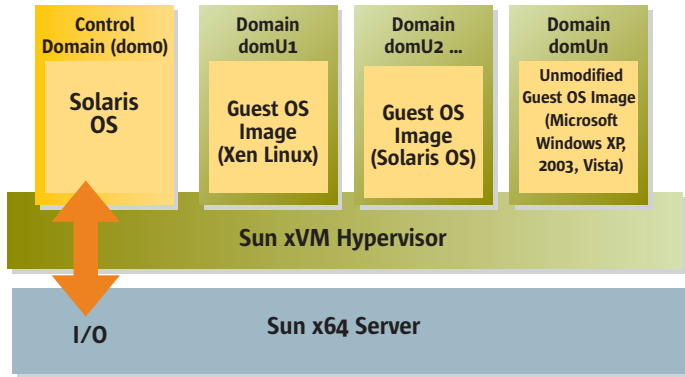 Control
Domain (dom0)
Solaris
OS
Domain
domU1
Guest OS
Image
(Xen Linux)
Domain
domU2 ...
Guest OS
Image
(Solaris OS)
Domain
domUn
Unmodified
Guest OS Image
(Microsoft
Windows XP,
2003, Vista)
Sun xVM Hypervisor
I/O
Sun x64 Server